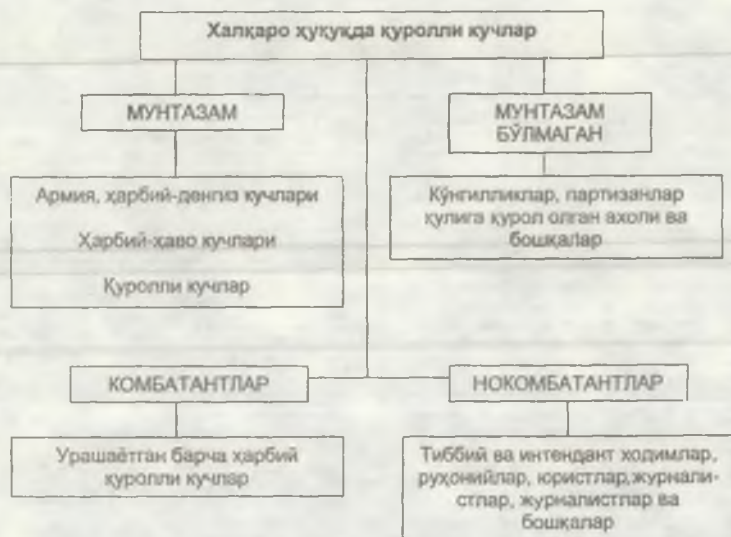 Халқаро ҳуқуқда қуролли кучлар
МУНТАЗАМ
МУНТАЗАМ
БЎЛМАГАН
Армия, ҳарбий-денгиз кучлари
Ҳарбий-ҳаво кучлари
Қуролли кучлар
Кўнгилликлар, партизанлар
қулига қурол олган ахоли ва
бошқалар
КОМБАТАНТЛАР
НОКОМБАТАНТЛАР
Урашаётган барча ҳарбий
қуролли кучлар
Тиббий ва интендант ходимлар,
руҳонийлар, юристлар,журнали-
стлар, журналистлар ва
бошқалар